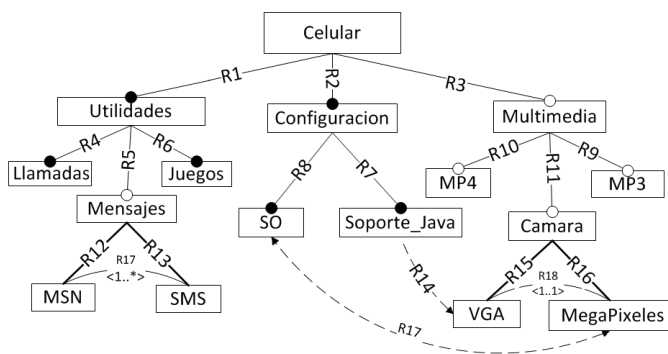 Celular
R1
R2
R3
Utilidades
Configuracion
Multimedia
R4
R5
R6
R8
R7
R10
R11
R9
Llamadas
Juegos
MP4
MP3
Mensajes
SO
Soporte_Java
Camara
R12
R17
<1..*>
R13
R14
R15
R18
<1..1>
R16
MSN
SMS
VGA
MegaPixeles
R17